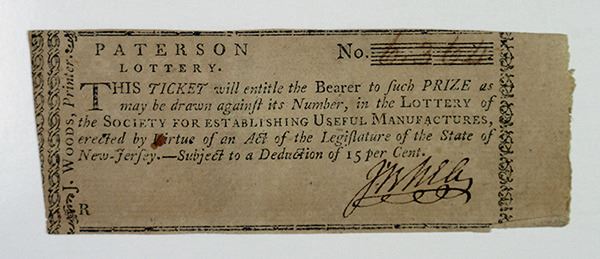 PATERSON No.
LOTTERY.
THIS TICKET will entitle the Bearer to such PRIZE as
may be drawn against its Number, in the LOTTERY of
the SOCIETY FOR ESTABLISHING USEFUL MANUFACTURES,
erected by Virtue of an Act of the Legiſlature of the State of
New-Jerſey.—Subject to a Deduction of 15 per Cent.
R
J. WOODS, Printer.